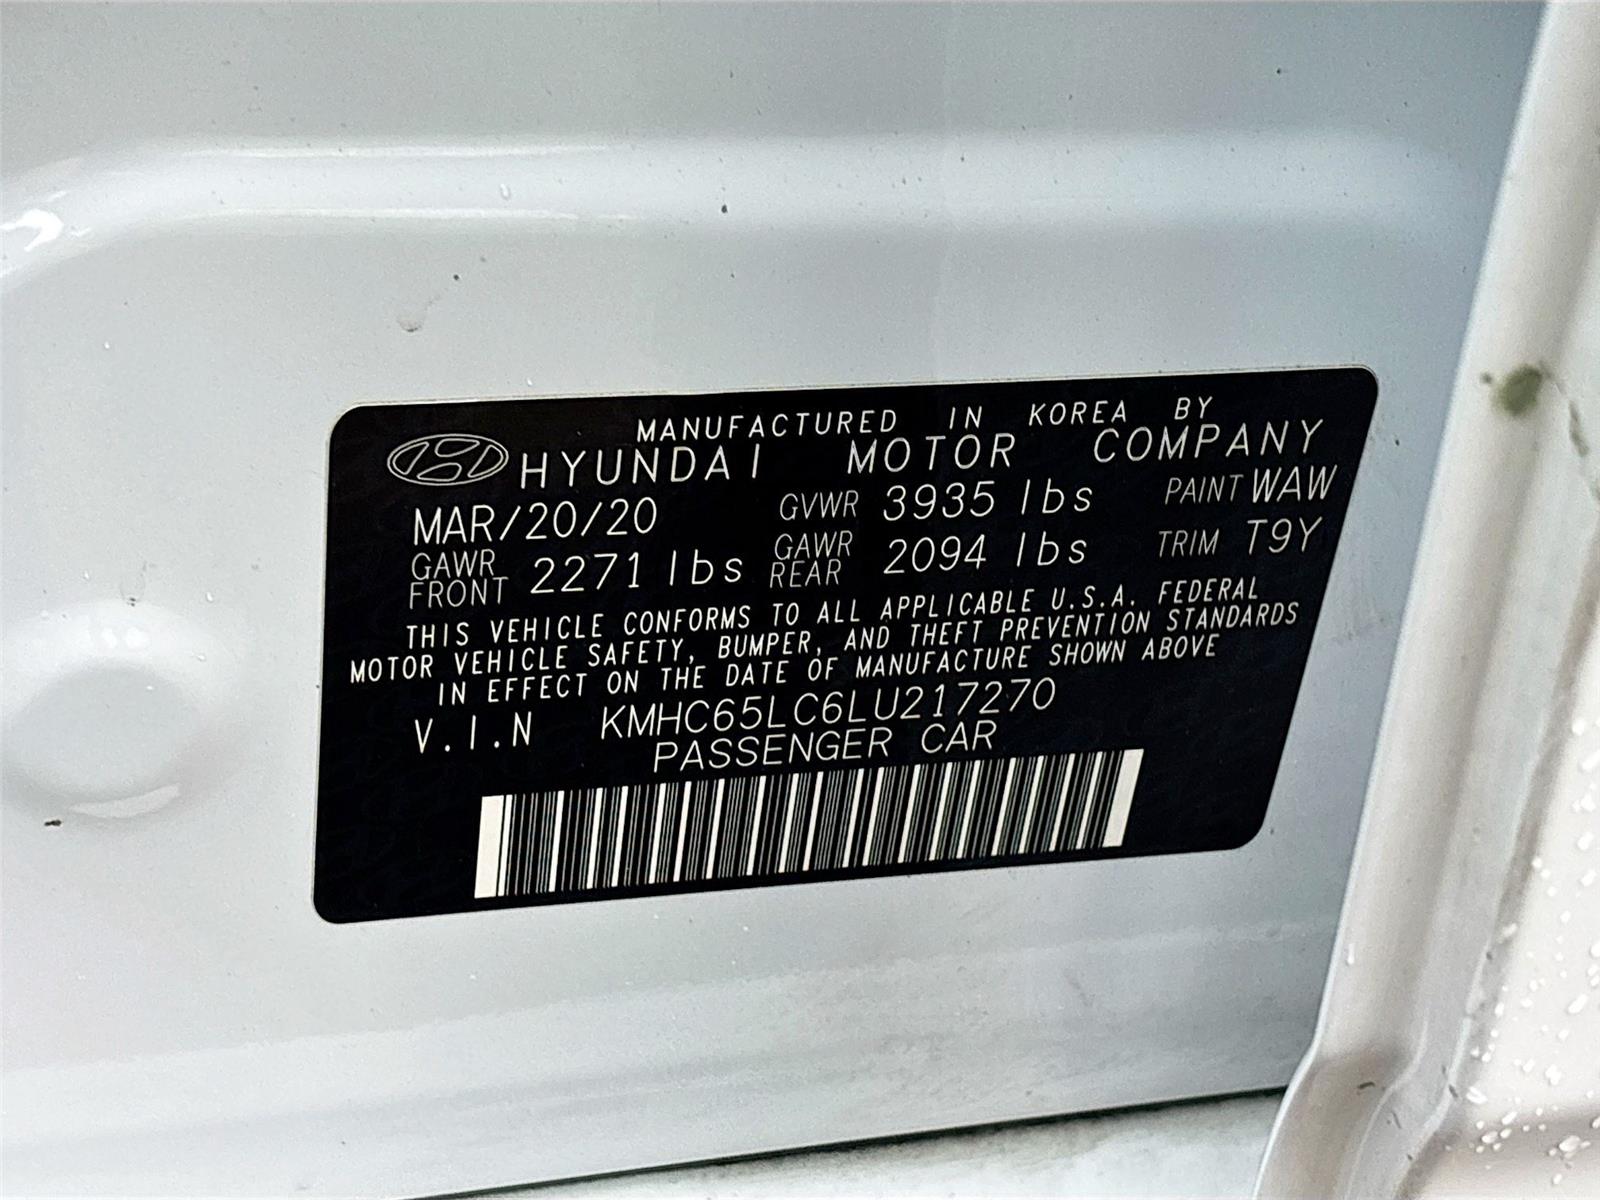 MANUFACTURED IN KOREA BY
HYUNDAI MOTOR COMPANY
MAR/20/20 GVWR 3935 lbs PAINT WAW
GAWR FRONT 2271 lbs GAWR REAR 2094 lbs TRIM T9Y
THIS VEHICLE CONFORMS TO ALL APPLICABLE U.S.A. FEDERAL
MOTOR VEHICLE SAFETY, BUMPER, AND THEFT PREVENTION STANDARDS
IN EFFECT ON THE DATE OF MANUFACTURE SHOWN ABOVE
V.I.N KMHC65LC6LU217270
PASSENGER CAR